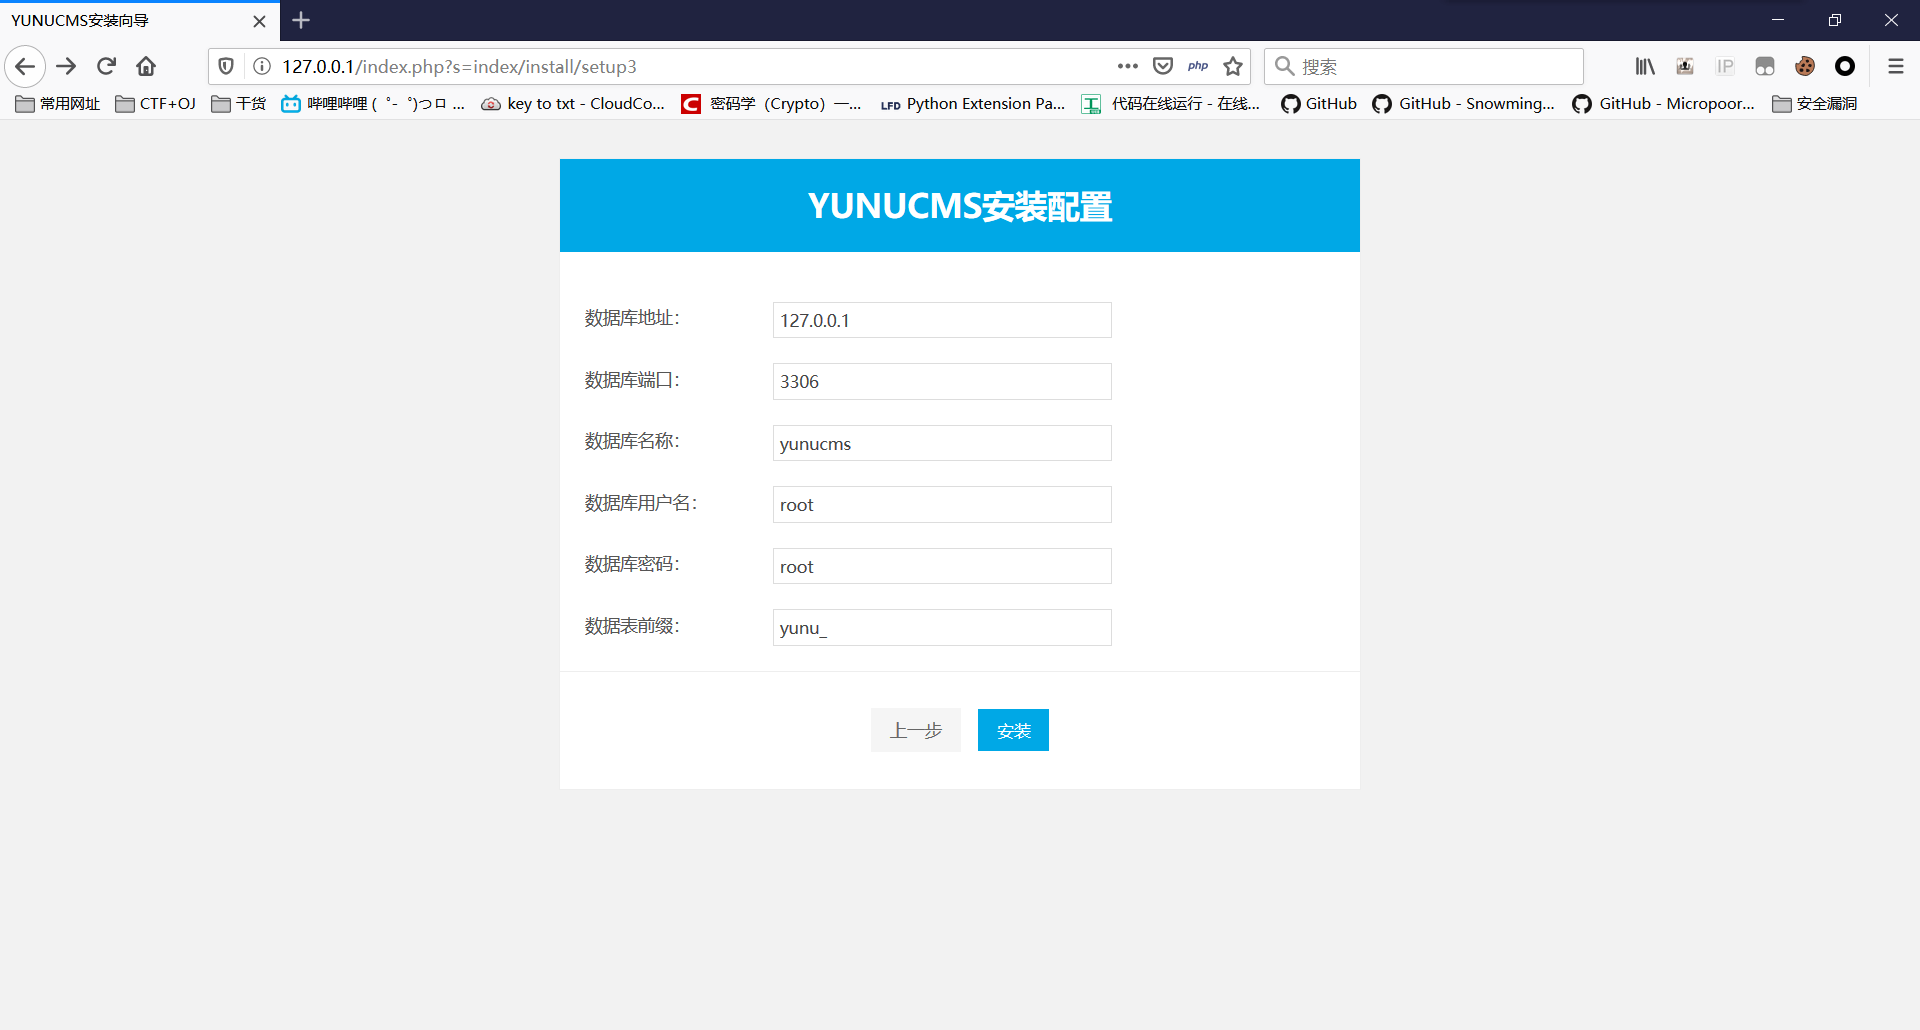 YUNUCMS安装向导
127.0.0.1/index.php?s=index/install/setup3
php
搜索
IP
常用网址
CTF+OJ
干货
哔哩哔哩 ( ゜- ゜)つロ ...
key to txt - CloudCo...
C
密码学（Crypto）一...
LFD
Python Extension Pa...
工
代码在线运行 - 在线...
GitHub
GitHub - Snowming...
GitHub - Micropoor...
安全漏洞
YUNUCMS安装配置
数据库地址：
127.0.0.1
数据库端口：
3306
数据库名称：
yunucms
数据库用户名：
root
数据库密码：
root
数据表前缀：
yunu_
上一步
安装